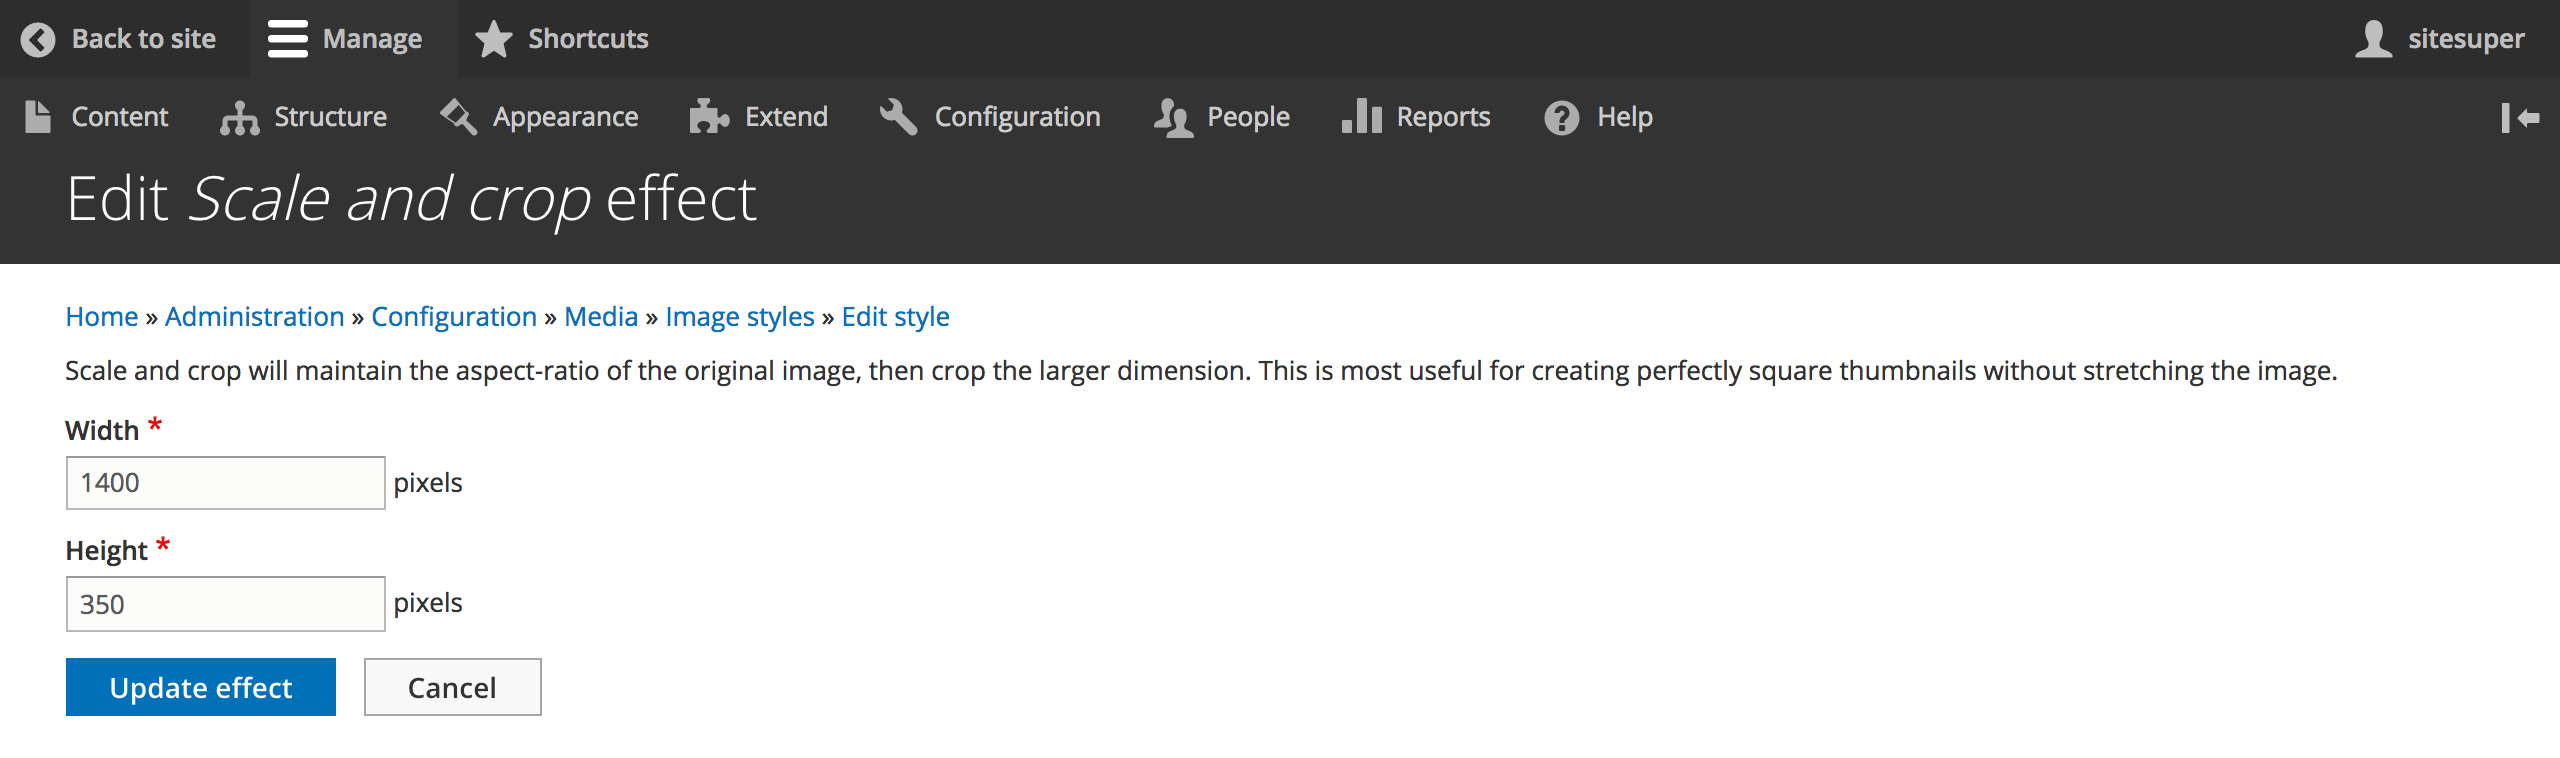 Back to site Manage Shortcuts sitesuper
Content Structure Appearance Extend Configuration People Reports Help
Edit Scale and crop effect
Home » Administration » Configuration » Media » Image styles » Edit style
Scale and crop will maintain the aspect-ratio of the original image, then crop the larger dimension. This is most useful for creating perfectly square thumbnails without stretching the image.
Width *
1400 pixels
Height *
350 pixels
Update effect Cancel